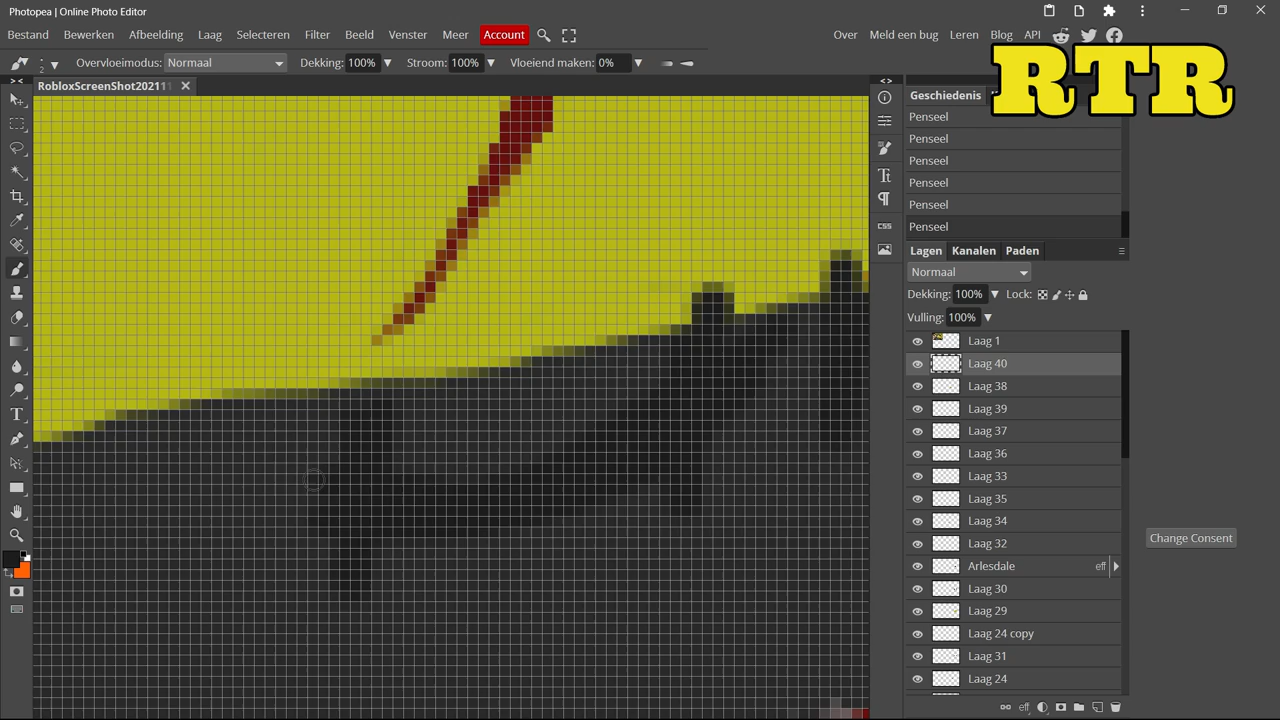 Photopea | Online Photo Editor
Bestand Bewerken Afbeelding Laag Selecteren Filter Beeld Venster Meer Account Over Meld een bug Leren Blog API
2 Overvloeimodus: Normaal Dekking: 100% Stroom: 100% Vloeiend maken: 0%
RTR
RobloxScreenShot20211
Geschiedenis
Penseel
Penseel
Penseel
Penseel
Penseel
Penseel
Lagen Kanalen Paden
Normaal
Dekking: 100% Lock:
Vulling: 100%
Laag 1
Laag 40
Laag 38
Laag 39
Laag 37
Laag 36
Laag 33
Laag 35
Laag 34
Laag 32
Arlesdale eff
Laag 30
Laag 29
Laag 24 copy
Laag 31
Laag 24
eff
CSS
Change Consent